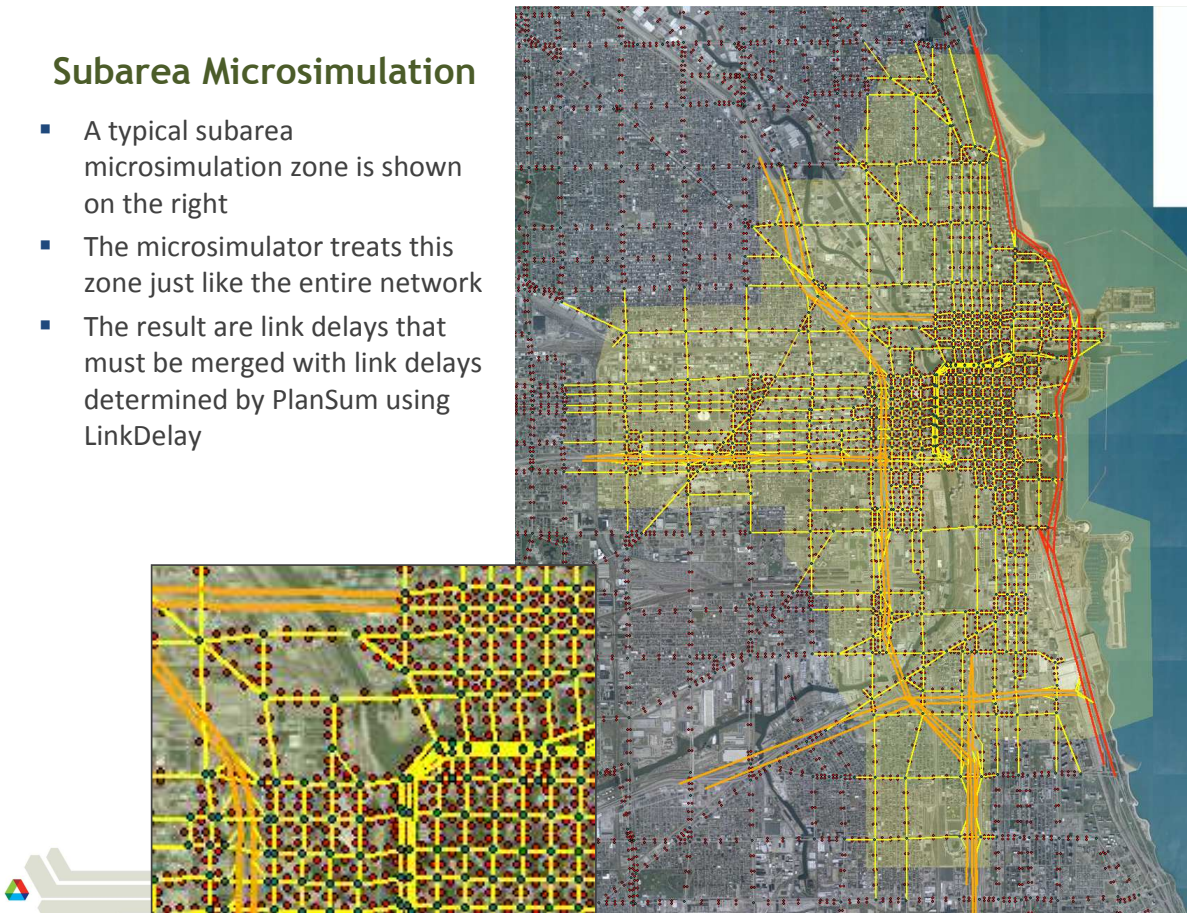 Subarea Microsimulation
▪ A typical subarea
microsimulation zone is shown
on the right
▪ The microsimulator treats this
zone just like the entire network
▪ The result are link delays that
must be merged with link delays
determined by PlanSum using
LinkDelay